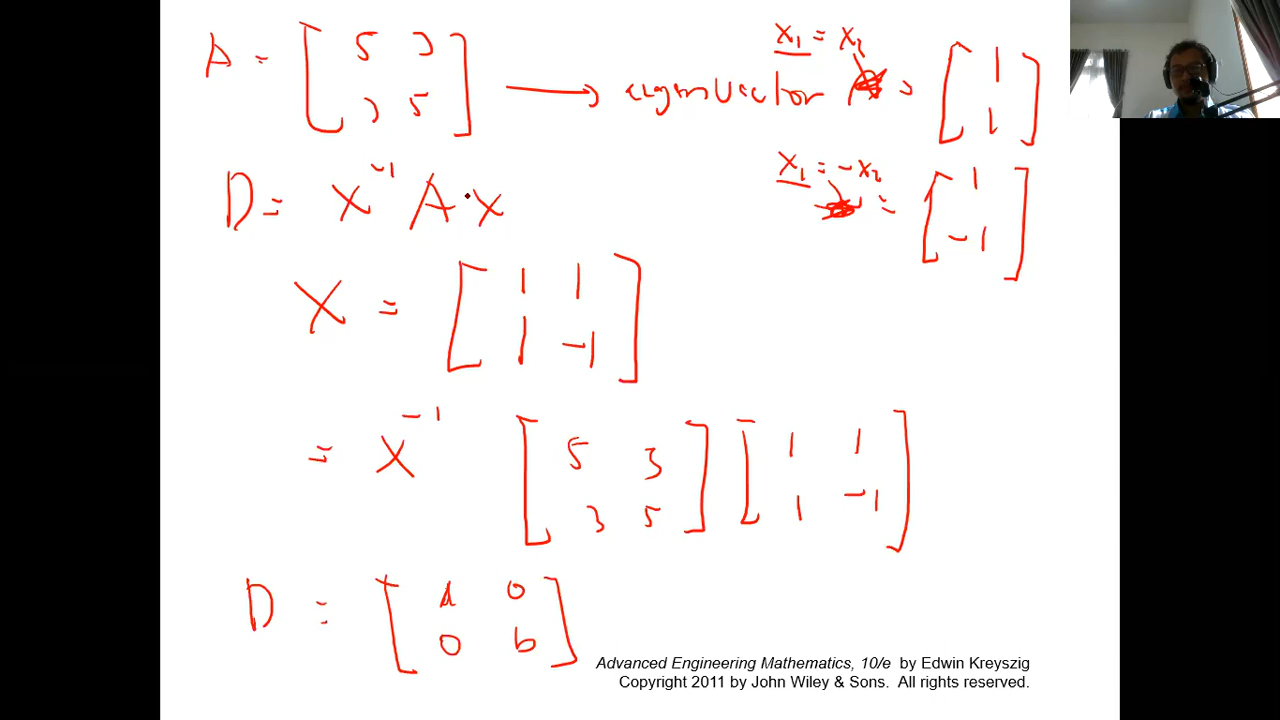 A = [ 5 3 → eigenvector = [ 1
3 5 ] 1 ]
x₁ = x₂
D = X⁻¹ A · X
x₁ = -x₂
= [ 1
-1 ]
X = [ 1 1
1 -1 ]
= X⁻¹ [ 5 3 [ 1 1
3 5 ] 1 -1 ]
D = [ a 0
0 b ]
Advanced Engineering Mathematics, 10/e by Edwin Kreyszig
Copyright 2011 by John Wiley & Sons. All rights reserved.